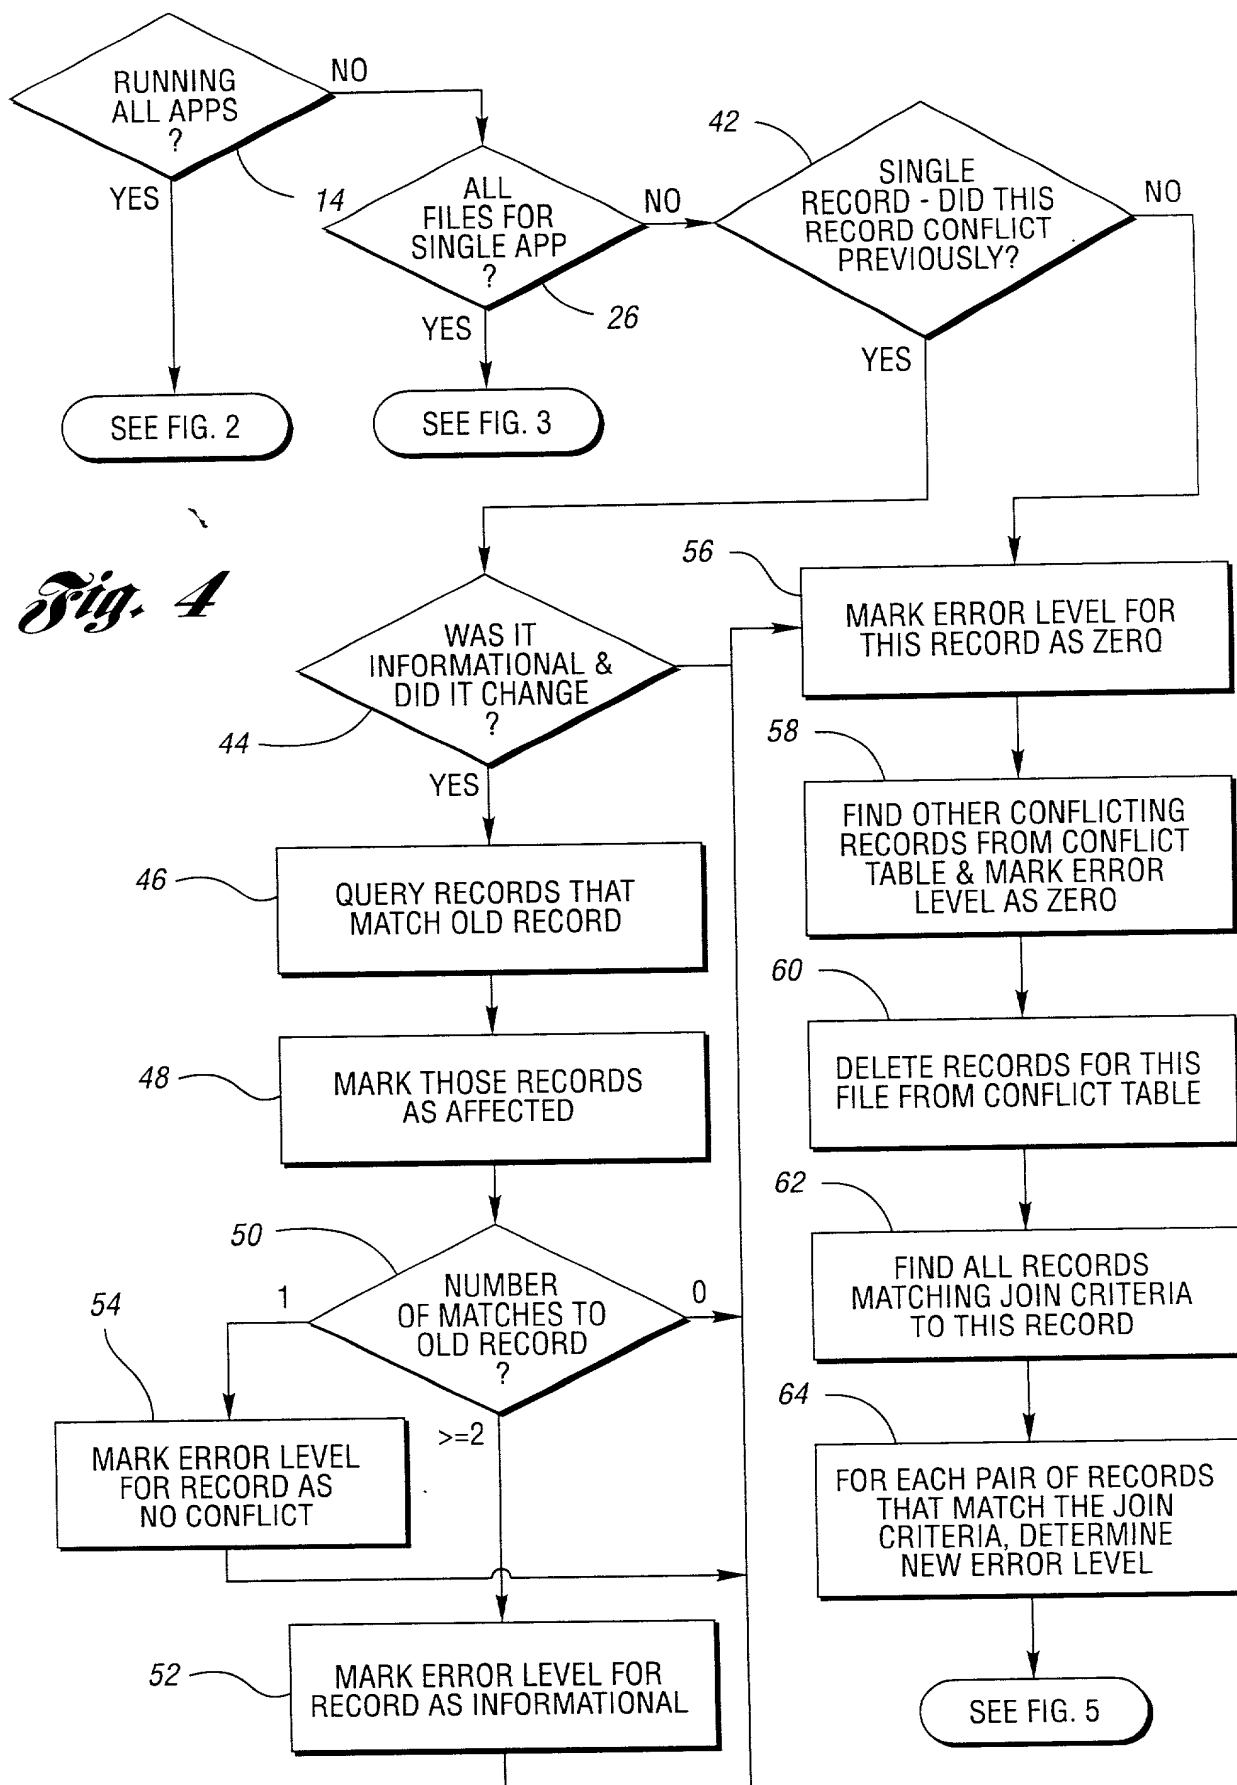 RUNNING
ALL APPS
?
NO
YES
14
ALL
FILES FOR
SINGLE APP
?
NO
YES
26
42
SINGLE
RECORD - DID THIS
RECORD CONFLICT
PREVIOUSLY?
NO
YES
SEE FIG. 2
SEE FIG. 3
Fig. 4
WAS IT
INFORMATIONAL &
DID IT CHANGE
?
44
YES
46
QUERY RECORDS THAT
MATCH OLD RECORD
48
MARK THOSE RECORDS
AS AFFECTED
50
NUMBER
OF MATCHES TO
OLD RECORD
?
1
0
>=2
54
MARK ERROR LEVEL
FOR RECORD AS
NO CONFLICT
52
MARK ERROR LEVEL FOR
RECORD AS INFORMATIONAL
56
MARK ERROR LEVEL FOR
THIS RECORD AS ZERO
58
FIND OTHER CONFLICTING
RECORDS FROM CONFLICT
TABLE & MARK ERROR
LEVEL AS ZERO
60
DELETE RECORDS FOR THIS
FILE FROM CONFLICT TABLE
62
FIND ALL RECORDS
MATCHING JOIN CRITERIA
TO THIS RECORD
64
FOR EACH PAIR OF RECORDS
THAT MATCH THE JOIN
CRITERIA, DETERMINE
NEW ERROR LEVEL
SEE FIG. 5